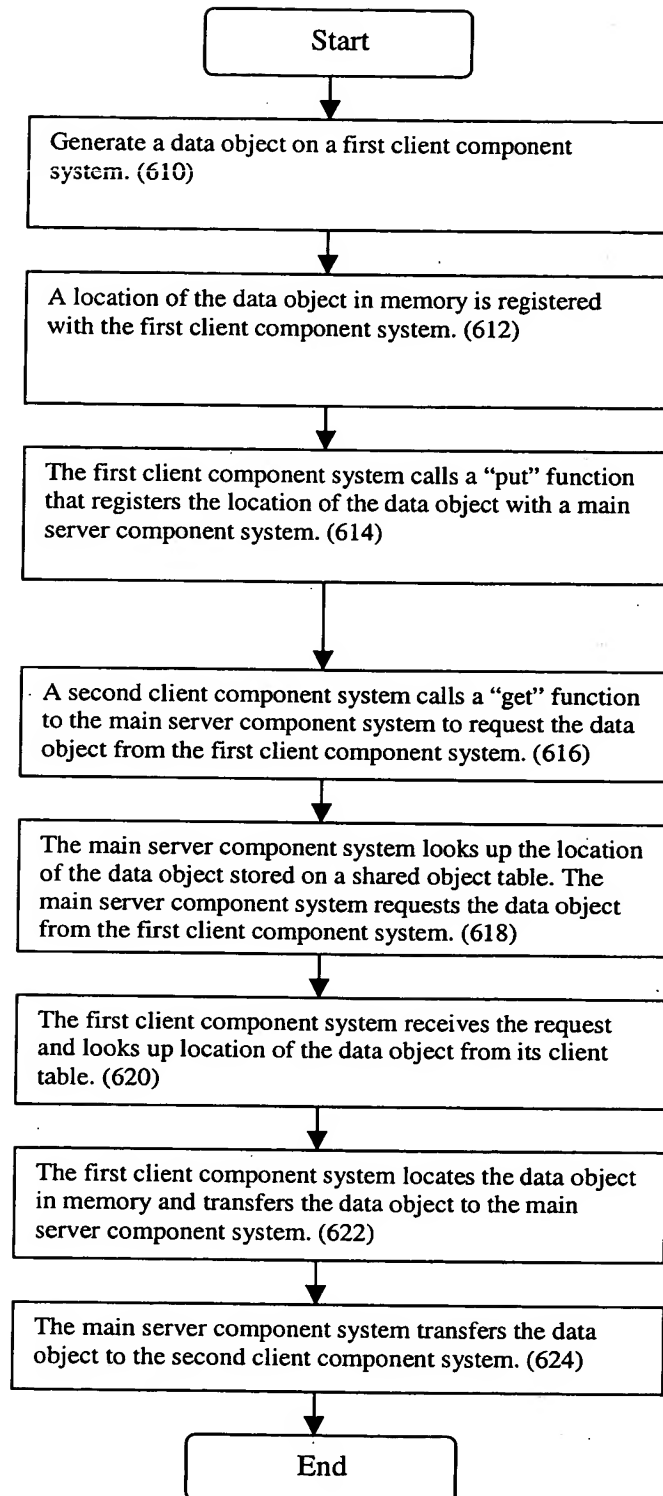 Start
Generate a data object on a first client component
system. (610)
A location of the data object in memory is registered
with the first client component system. (612)
The first client component system calls a “put” function
that registers the location of the data object with a main
server component system. (614)
A second client component system calls a “get” function
to the main server component system to request the data
object from the first client component system. (616)
The main server component system looks up the location
of the data object stored on a shared object table. The
main server component system requests the data object
from the first client component system. (618)
The first client component system receives the request
and looks up location of the data object from its client
table. (620)
The first client component system locates the data object
in memory and transfers the data object to the main
server component system. (622)
The main server component system transfers the data
object to the second client component system. (624)
End